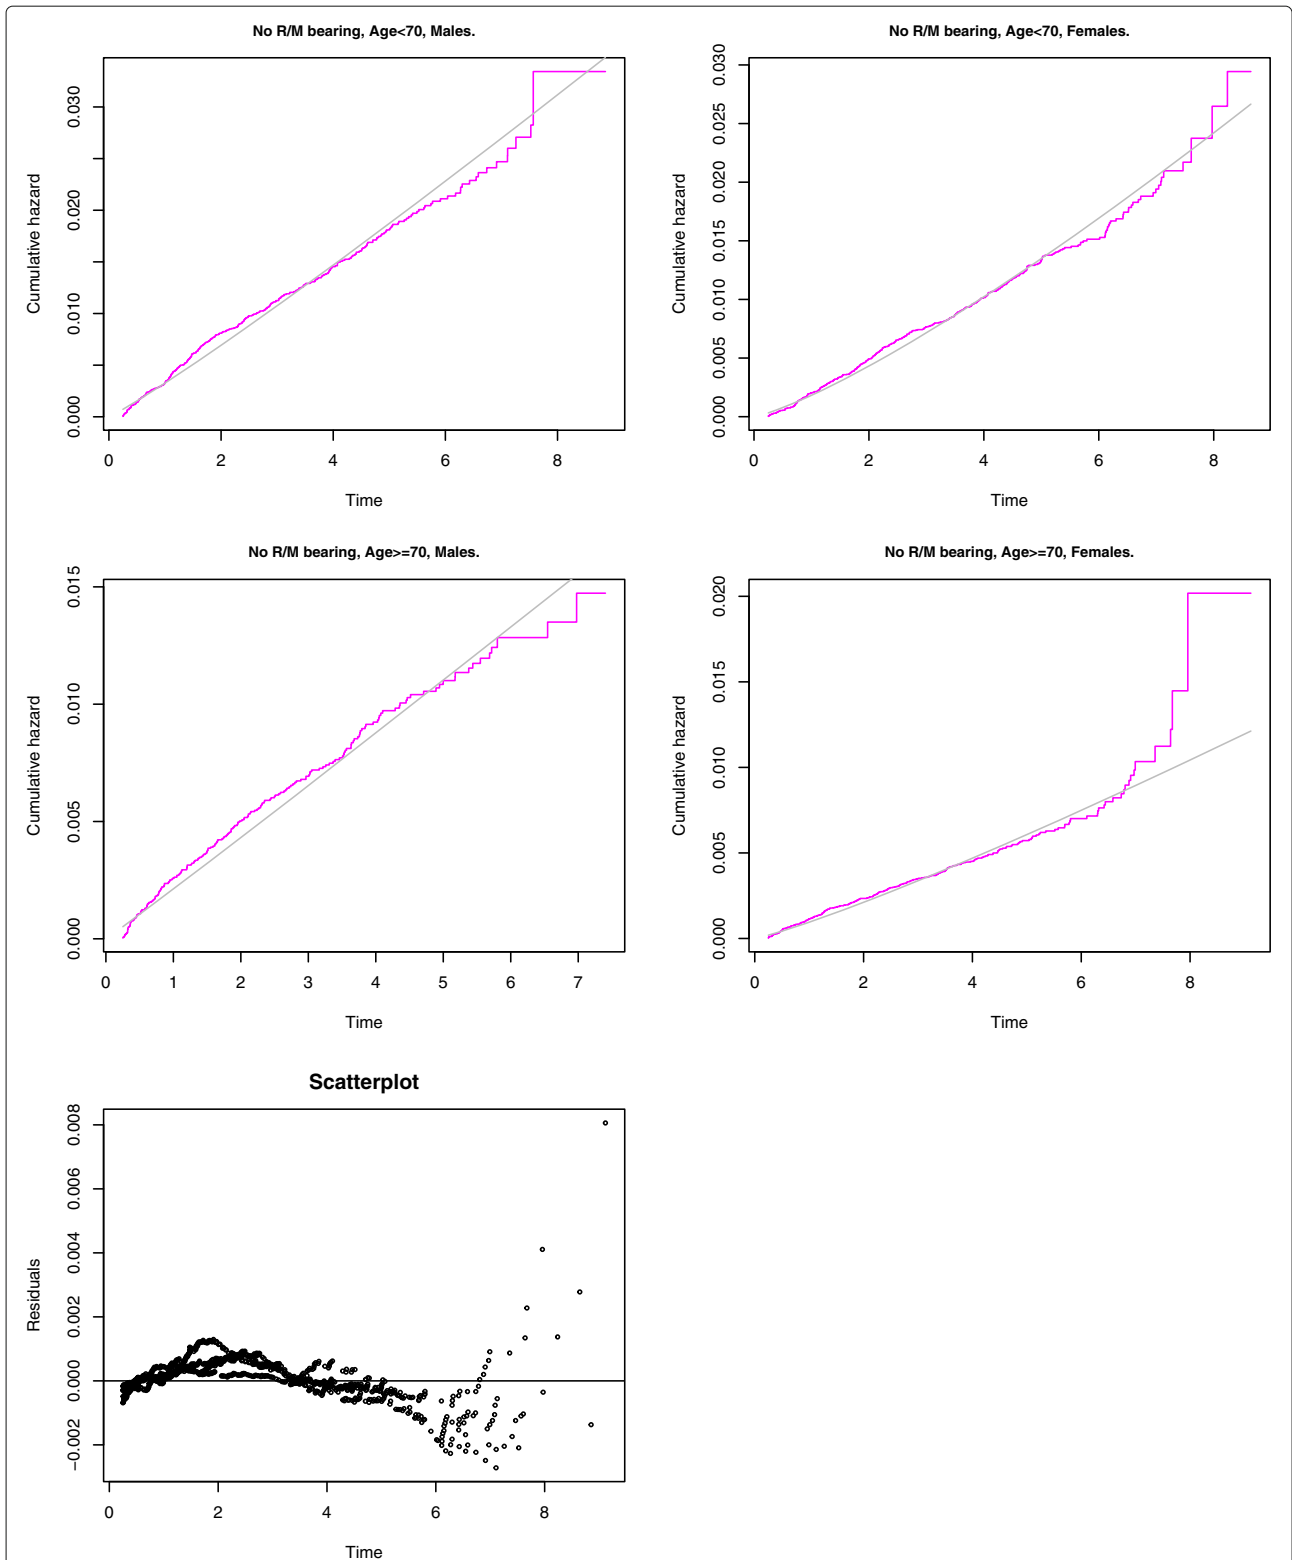 No R/M bearing, Age<70, Males.
Cumulative hazard
0.000 0.010 0.020 0.030
0 2 4 6 8
Time
No R/M bearing, Age<70, Females.
Cumulative hazard
0.000 0.005 0.010 0.015 0.020 0.025 0.030
0 2 4 6 8
Time
No R/M bearing, Age>=70, Males.
Cumulative hazard
0.000 0.005 0.010 0.015
0 1 2 3 4 5 6 7
Time
No R/M bearing, Age>=70, Females.
Cumulative hazard
0.000 0.005 0.010 0.015 0.020
0 2 4 6 8
Time
Scatterplot
Residuals
−0.002 0.000 0.002 0.004 0.006 0.008
0 2 4 6 8
Time